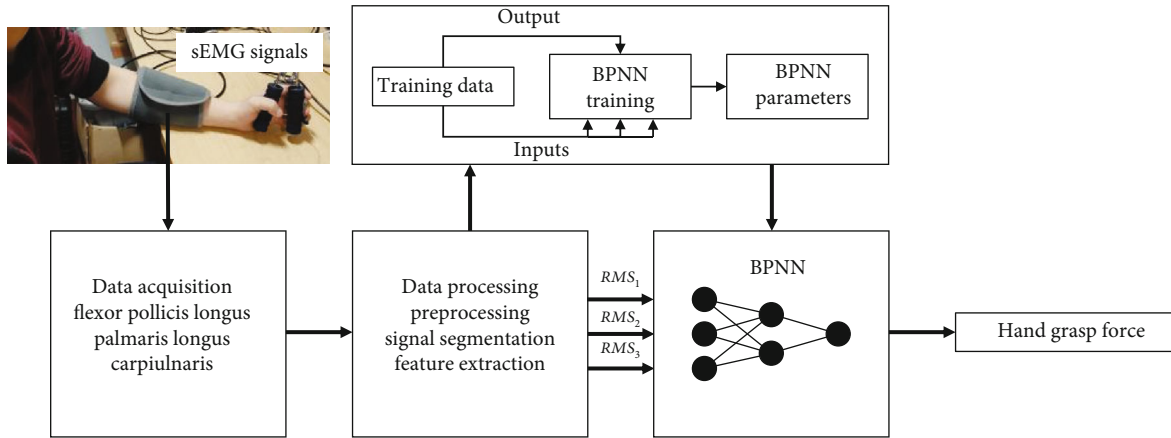 sEMG signals
Output
Training data
BPNN
training
BPNN
parameters
Inputs
Data acquisition
flexor pollicis longus
palmaris longus
carpiulnaris
Data processing
preprocessing
signal segmentation
feature extraction
RMS1
RMS2
RMS3
BPNN
Hand grasp force